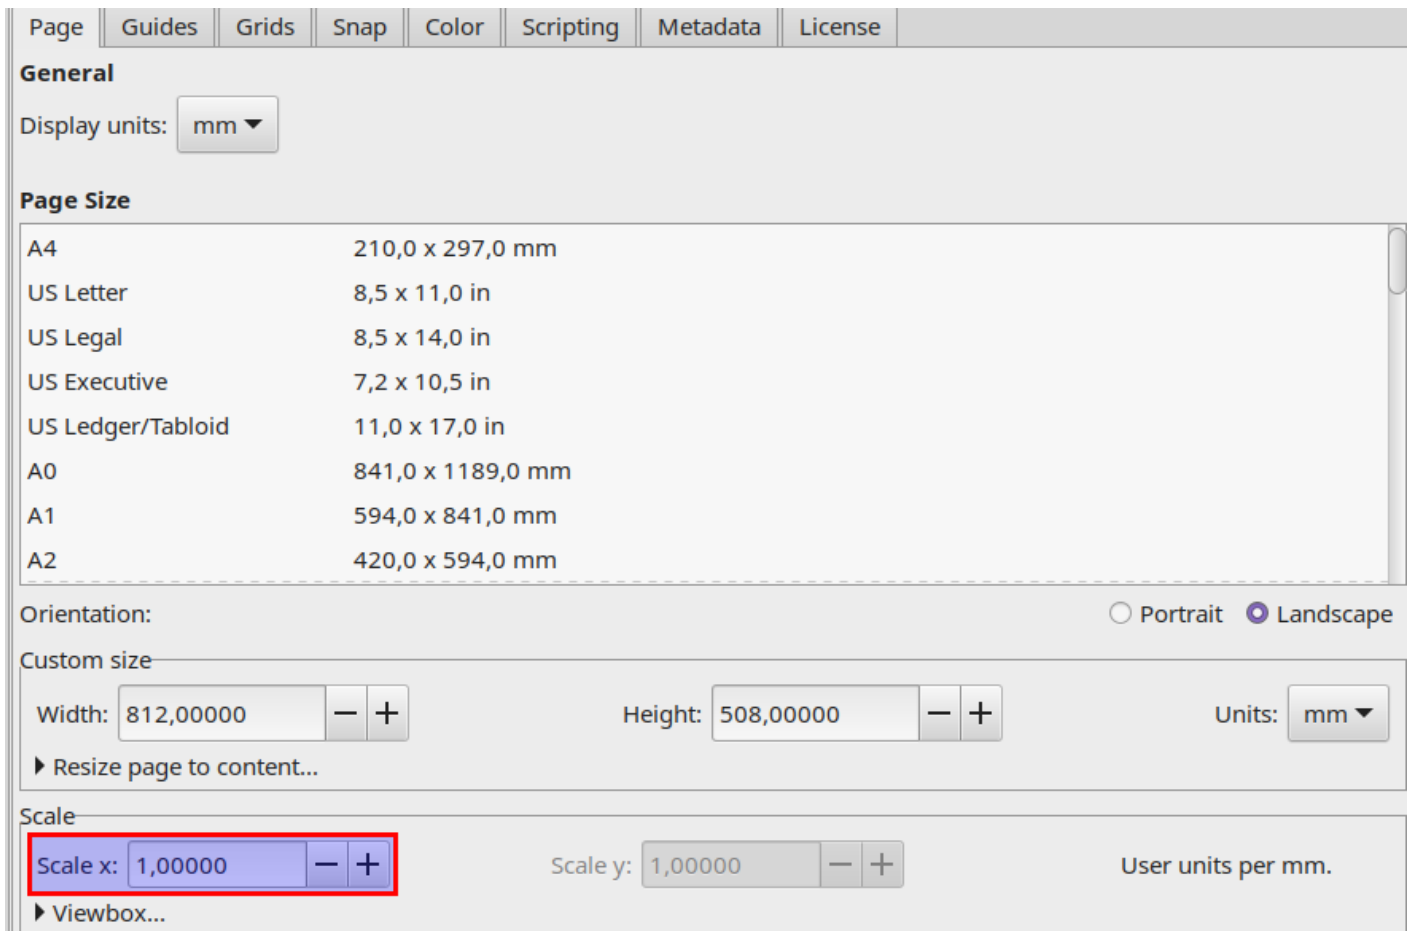 Page Guides Grids Snap Color Scripting Metadata License
General
Display units: mm
Page Size
A4 210,0 x 297,0 mm
US Letter 8,5 x 11,0 in
US Legal 8,5 x 14,0 in
US Executive 7,2 x 10,5 in
US Ledger/Tabloid 11,0 x 17,0 in
A0 841,0 x 1189,0 mm
A1 594,0 x 841,0 mm
A2 420,0 x 594,0 mm
Orientation: Portrait Landscape
Custom size
Width: 812,00000 − + Height: 508,00000 − + Units: mm
Resize page to content...
Scale
Scale x: 1,00000 − + Scale y: 1,00000 − + User units per mm.
Viewbox...